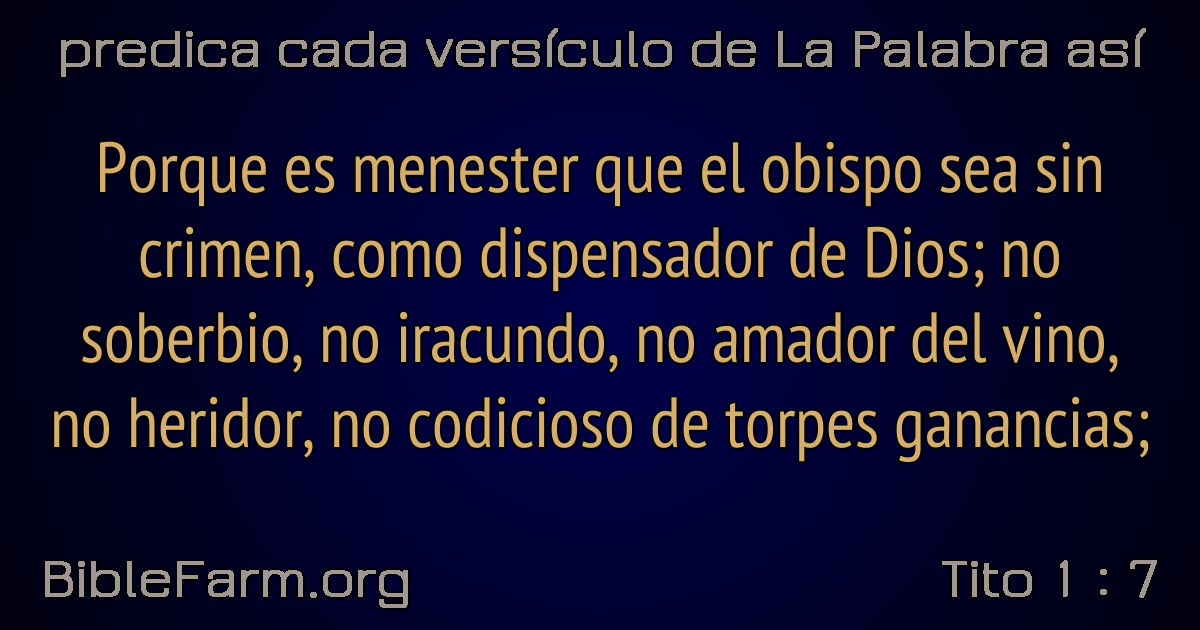 predica cada versículo de La Palabra así
Porque es menester que el obispo sea sin
crimen, como dispensador de Dios; no
soberbio, no iracundo, no amador del vino,
no heridor, no codicioso de torpes ganancias;
BibleFarm.org
Tito 1 : 7